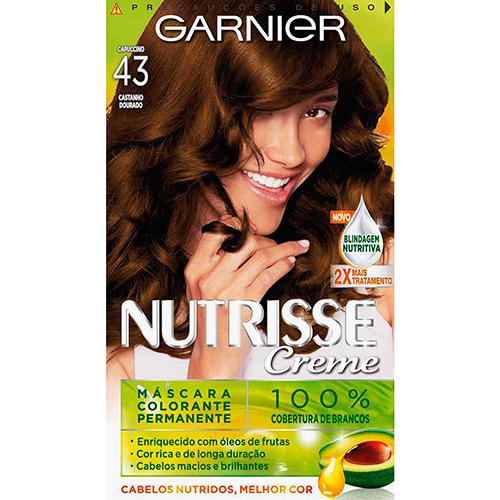 PRECAUÇÕES DE USO
GARNIER
CAPUCCINO
43
CASTANHO
DOURADO
NOVO
BLINDAGEM
NUTRITIVA
2X MAIS
TRATAMENTO
NUTRISSE
Creme
MÁSCARA
COLORANTE
PERMANENTE
100%
COBERTURA DE BRANCOS
• Enriquecido com óleos de frutas
• Cor rica e de longa duração
• Cabelos macios e brilhantes
CABELOS NUTRIDOS, MELHOR COR